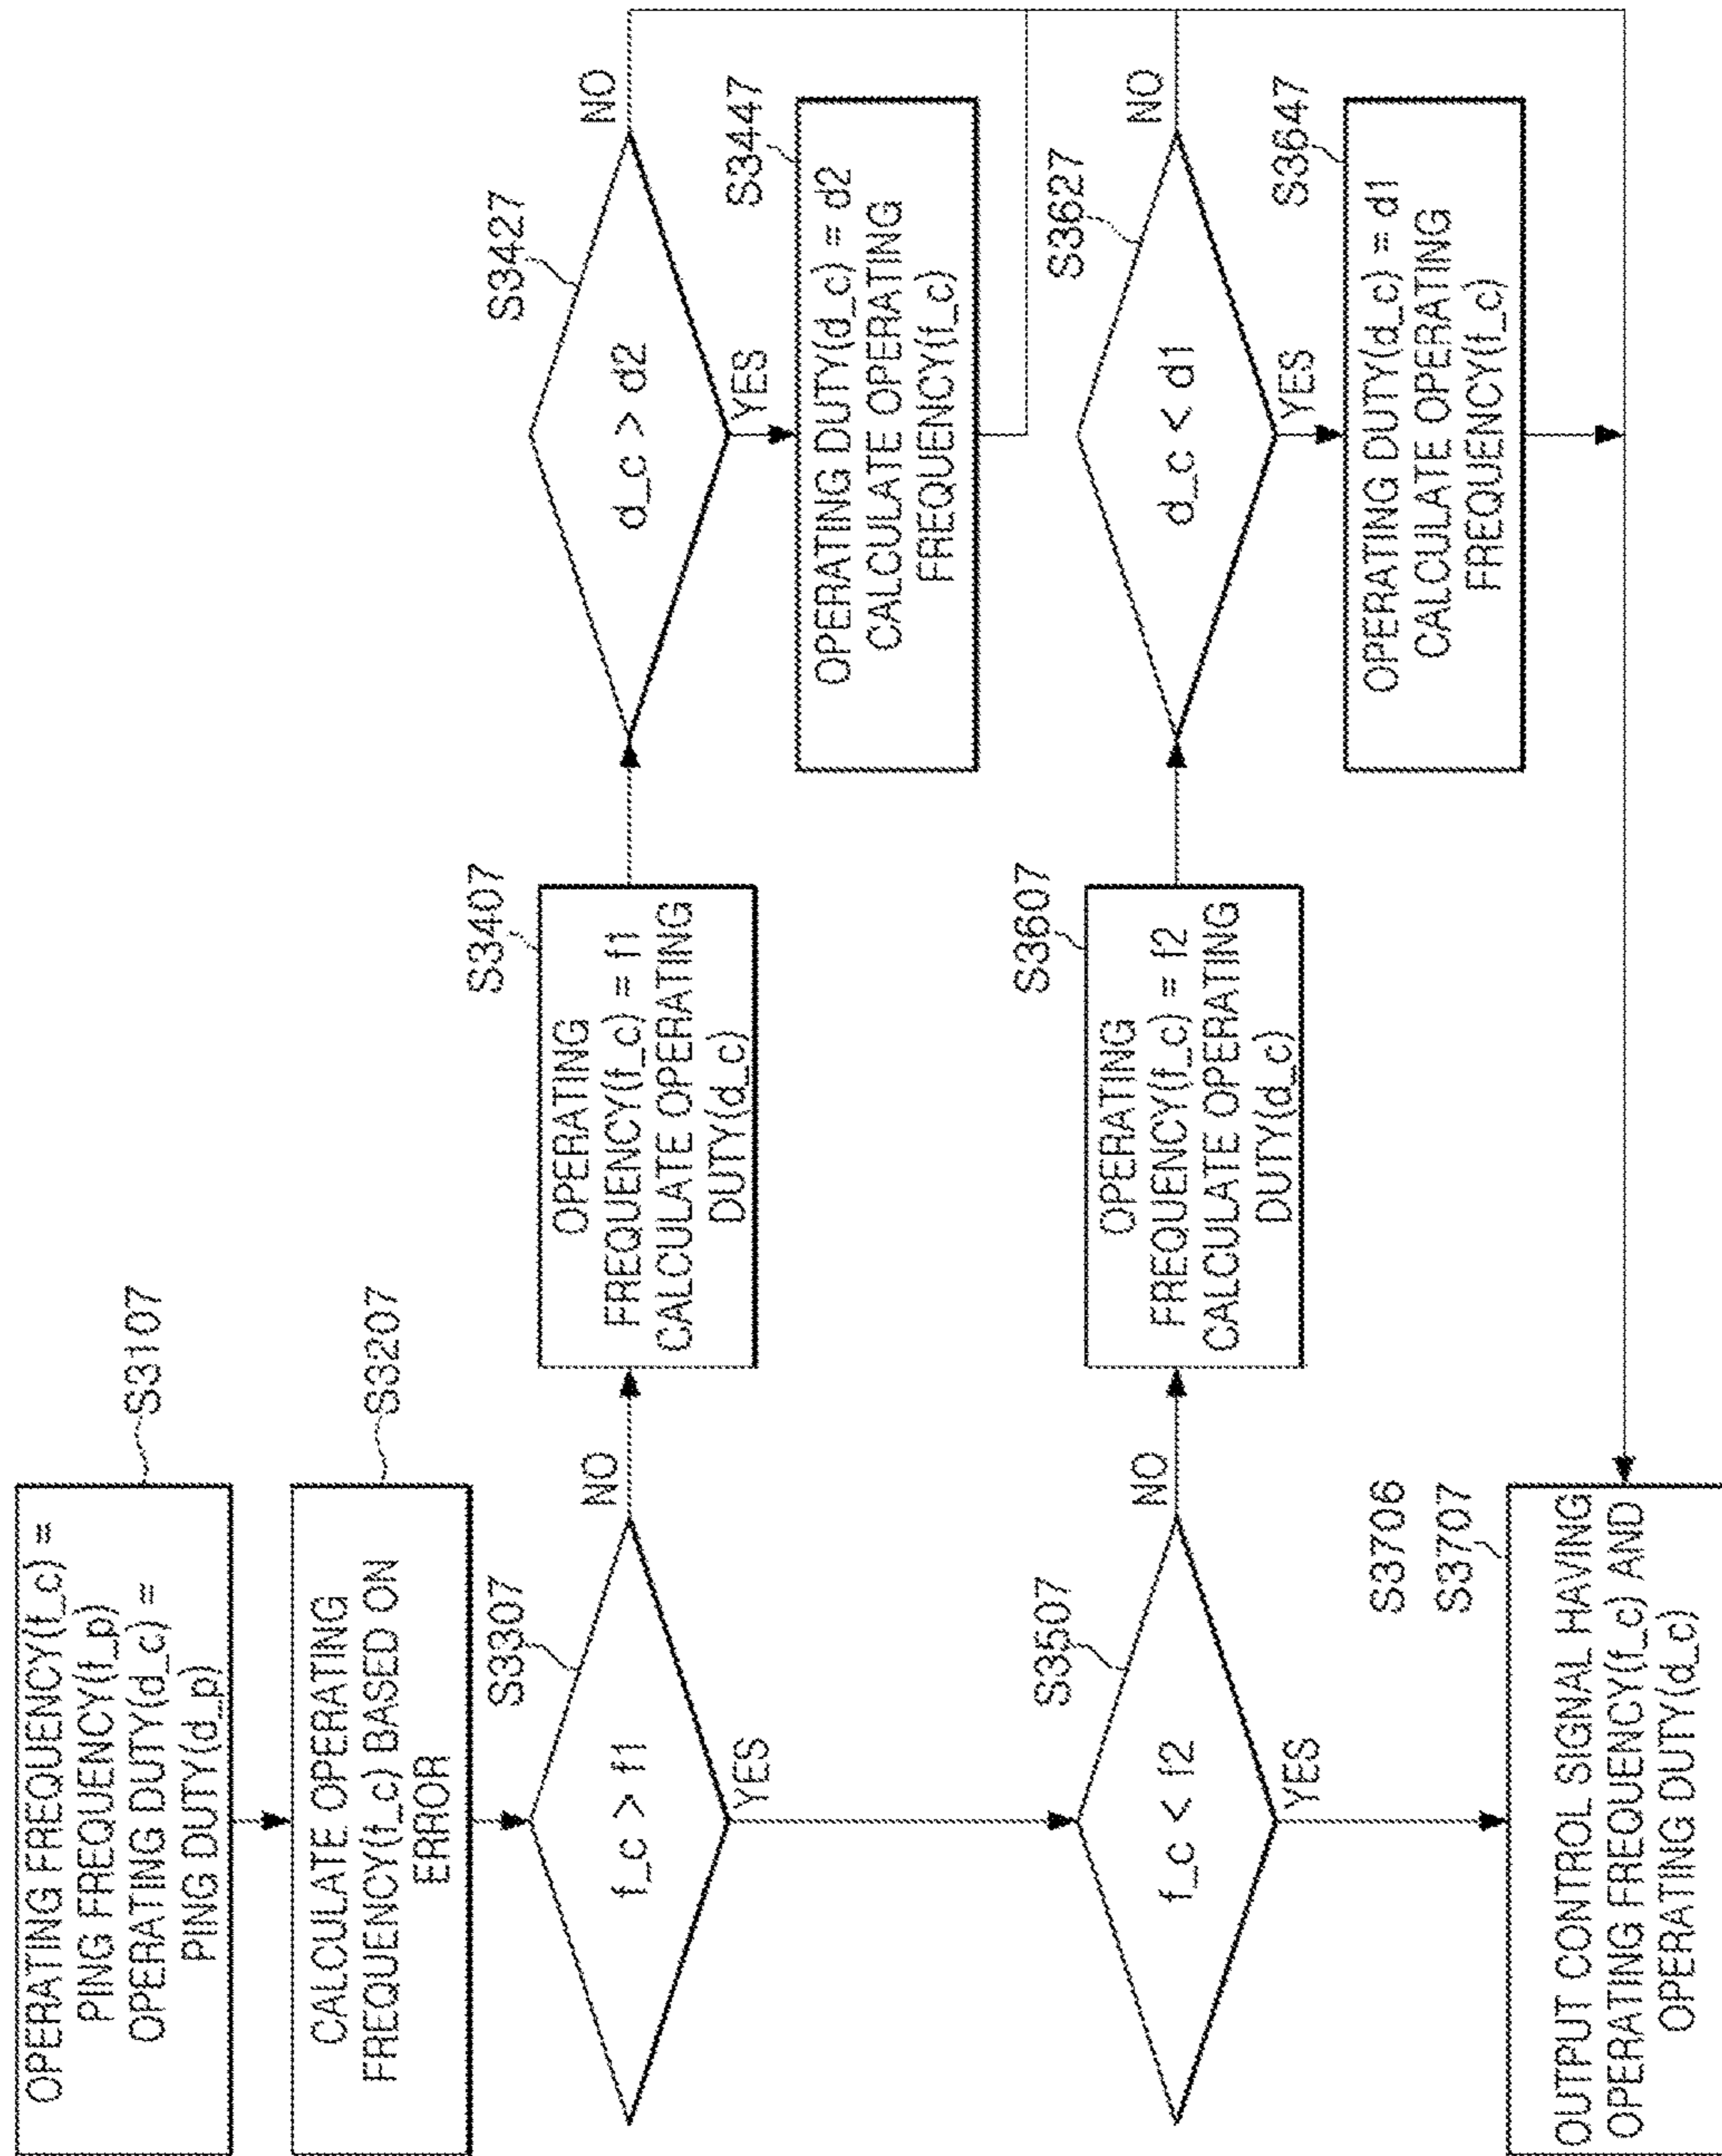 OPERATING FREQUENCY(f_c) =
PING FREQUENCY(f_p)
OPERATING DUTY(d_c) =
PING DUTY(d_p)
S3107
CALCULATE OPERATING
FREQUENCY(f_c) BASED ON
ERROR
S3207
f_c > f1
S3307
NO
YES
OPERATING
FREQUENCY(f_c) = f1
CALCULATE OPERATING
DUTY(d_c)
S3407
d_c > d2
S3427
NO
YES
OPERATING DUTY(d_c) = d2
CALCULATE OPERATING
FREQUENCY(f_c)
S3447
f_c < f2
S3507
NO
YES
OPERATING
FREQUENCY(f_c) = f2
CALCULATE OPERATING
DUTY(d_c)
S3607
d_c < d1
S3627
NO
YES
OPERATING DUTY(d_c) = d1
CALCULATE OPERATING
FREQUENCY(f_c)
S3647
S3706
S3707
OUTPUT CONTROL SIGNAL HAVING
OPERATING FREQUENCY(f_c) AND
OPERATING DUTY(d_c)